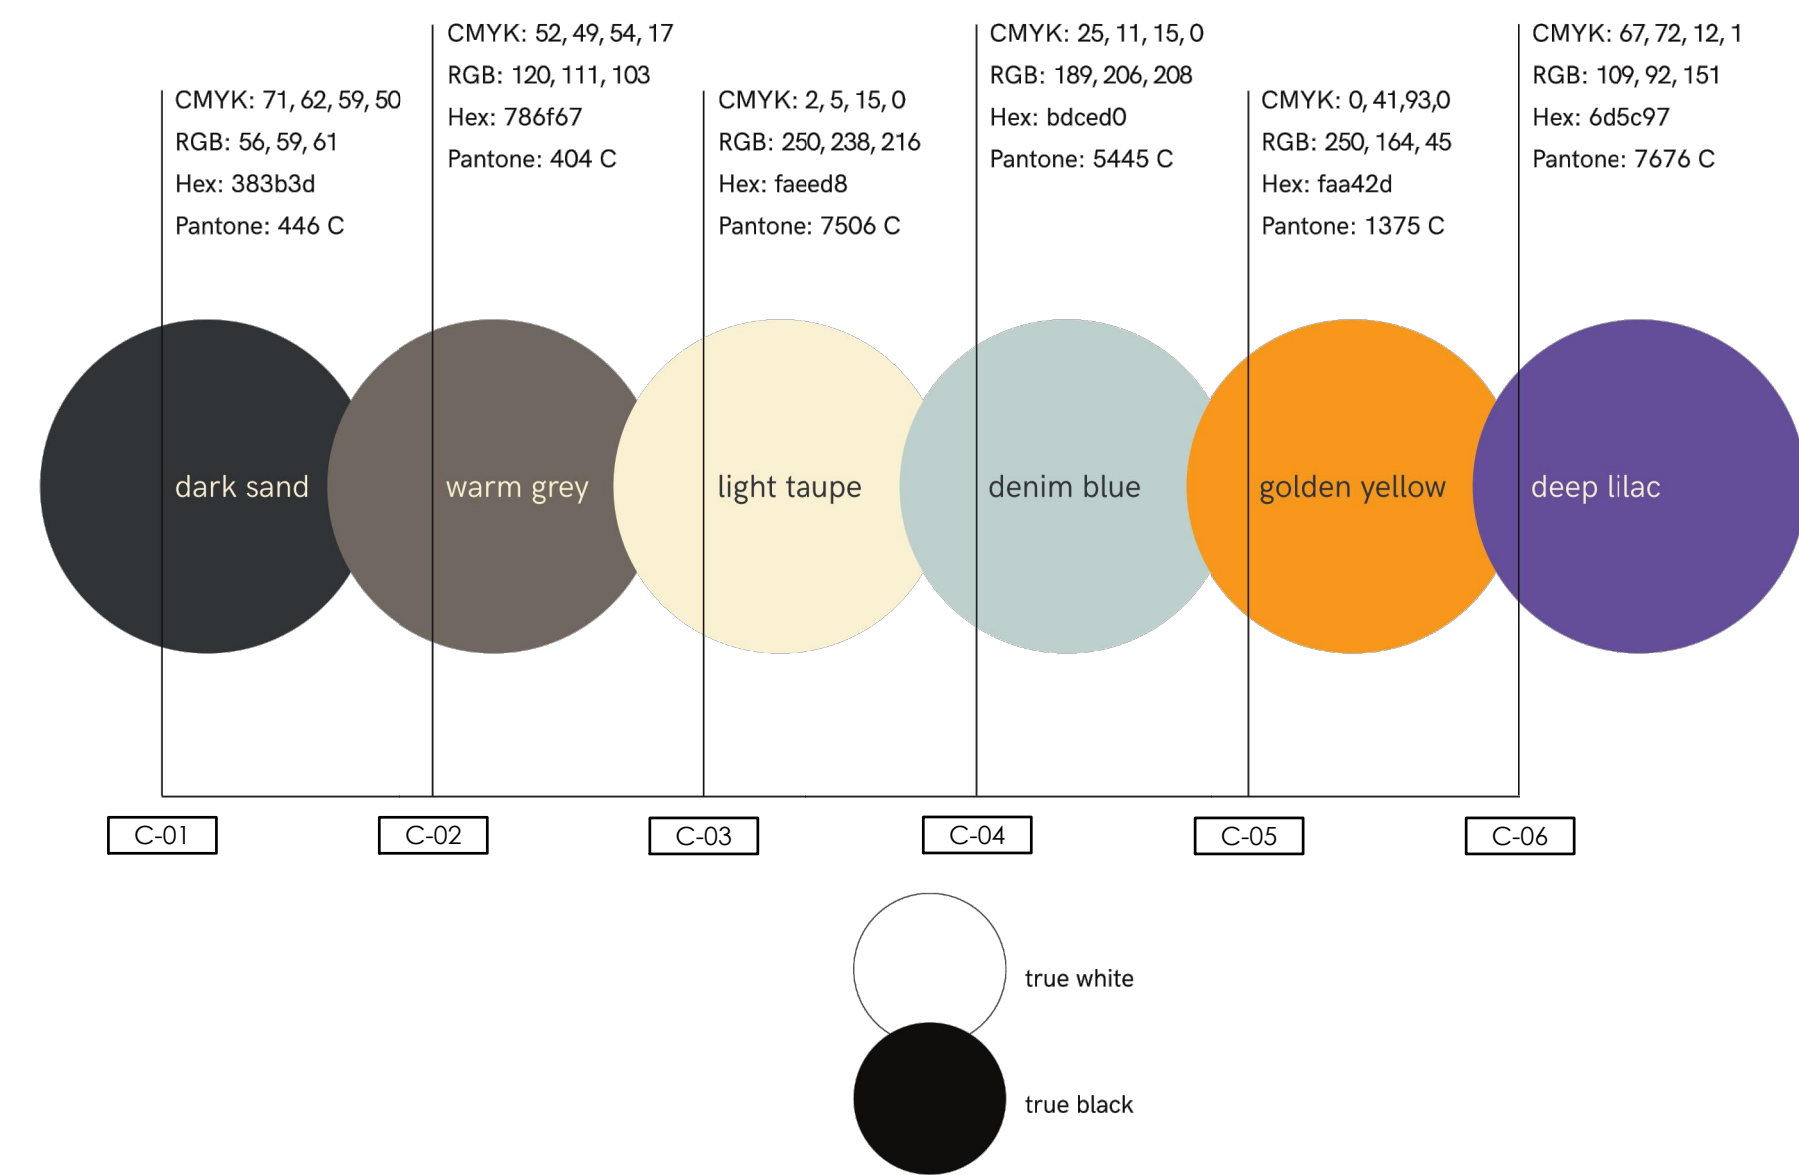 CMYK: 71, 62, 59, 50
RGB: 56, 59, 61
Hex: 383b3d
Pantone: 446 C
CMYK: 52, 49, 54, 17
RGB: 120, 111, 103
Hex: 786f67
Pantone: 404 C
CMYK: 2, 5, 15, 0
RGB: 250, 238, 216
Hex: faeed8
Pantone: 7506 C
CMYK: 25, 11, 15, 0
RGB: 189, 206, 208
Hex: bdced0
Pantone: 5445 C
CMYK: 0, 41,93,0
RGB: 250, 164, 45
Hex: faa42d
Pantone: 1375 C
CMYK: 67, 72, 12, 1
RGB: 109, 92, 151
Hex: 6d5c97
Pantone: 7676 C
dark sand
warm grey
light taupe
denim blue
golden yellow
deep lilac
C-01
C-02
C-03
C-04
C-05
C-06
true white
true black